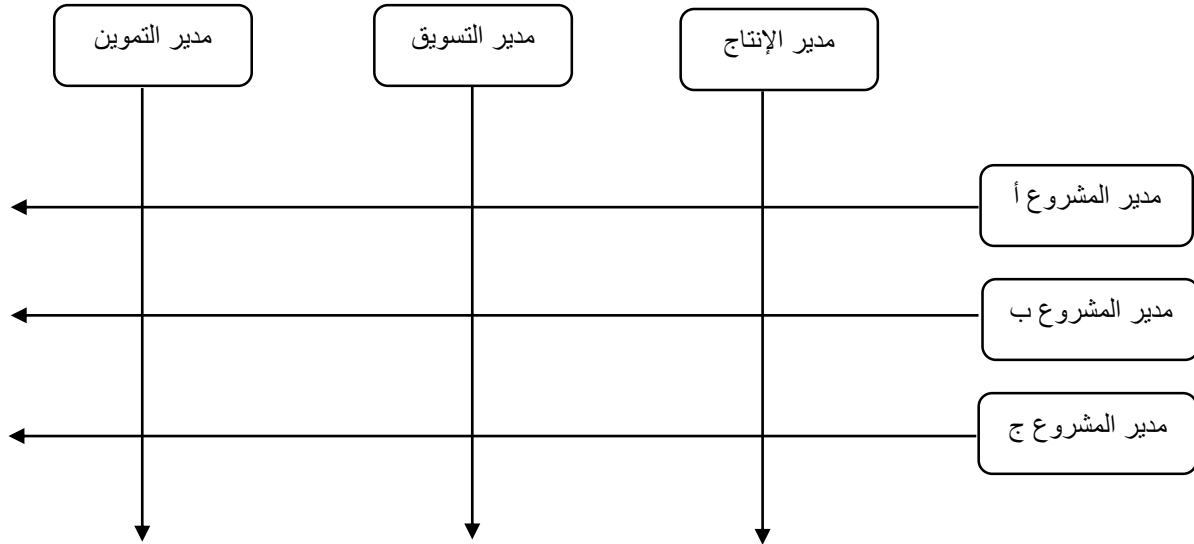 مدير الإنتاج
مدير التسويق
مدير التموين
مدير المشروع أ
مدير المشروع ب
مدير المشروع ج